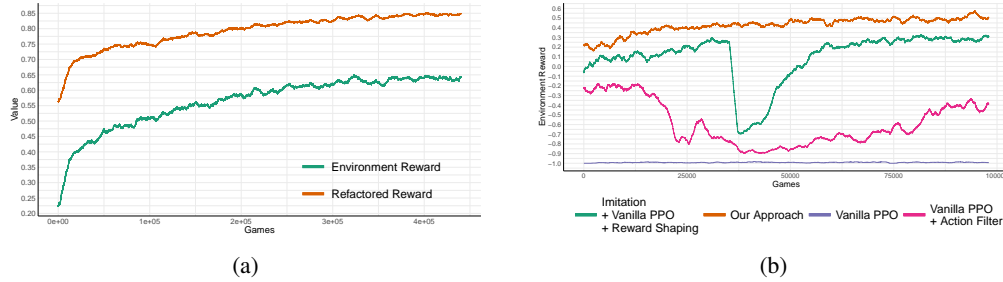 0.85
0.80
0.75
0.70
0.65
0.60
0.55
0.50
0.45
0.40
0.35
0.30
0.25
0.20
Value
0e+00 1e+05 2e+05 3e+05 4e+05
Games
Environment Reward
Refactored Reward
(a)
0.6
0.5
0.4
0.3
0.2
0.1
0.0
−0.1
−0.2
−0.3
−0.4
−0.5
−0.6
−0.7
−0.8
−0.9
−1.0
Environment Reward
0 25000 50000 75000 10000
Games
Imitation
+ Vanilla PPO
+ Reward Shaping
Our Approach
Vanilla PPO
Vanilla PPO
+ Action Filter
(b)